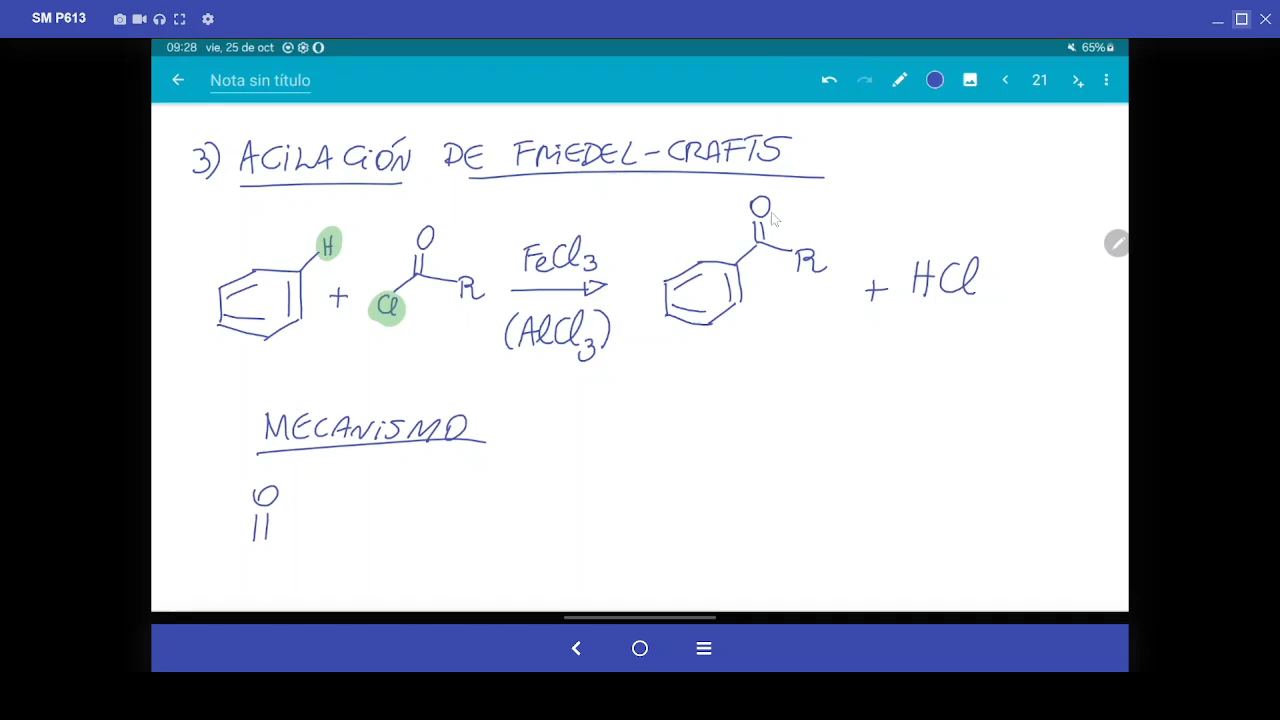 SM P613
09:28 vie, 25 de oct 65%
Nota sin título 21
3) ACILACIÓN DE FRIEDEL-CRAFTS
H + Cl O R FeCl3 (AlCl3) O R + HCl
MECANISMO
O